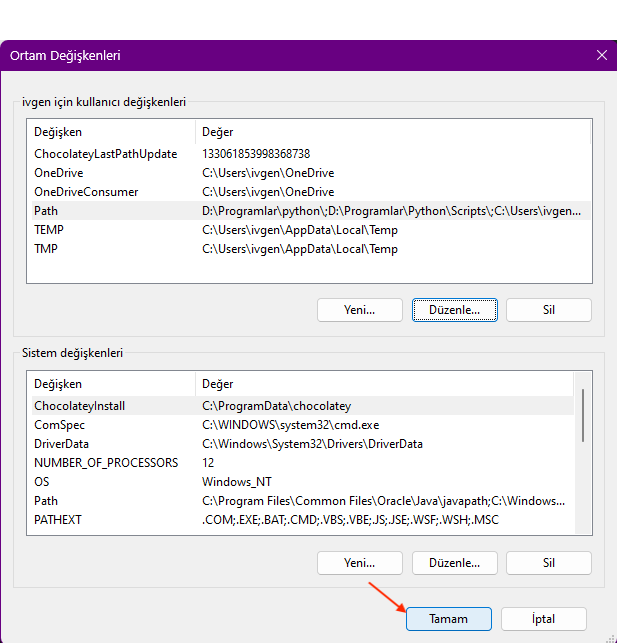 Ortam Değişkenleri
ivgen için kullanıcı değişkenleri
Değişken Değer
ChocolateyLastPathUpdate 133061853998368738
OneDrive C:\Users\ivgen\OneDrive
OneDriveConsumer C:\Users\ivgen\OneDrive
Path D:\Programlar\python\;D:\Programlar\Python\Scripts\;C:\Users\ivgen...
TEMP C:\Users\ivgen\AppData\Local\Temp
TMP C:\Users\ivgen\AppData\Local\Temp
Yeni... Düzenle... Sil
Sistem değişkenleri
Değişken Değer
ChocolateyInstall C:\ProgramData\chocolatey
ComSpec C:\WINDOWS\system32\cmd.exe
DriverData C:\Windows\System32\Drivers\DriverData
NUMBER_OF_PROCESSORS 12
OS Windows_NT
Path C:\Program Files\Common Files\Oracle\Java\javapath;C:\Windows...
PATHEXT .COM;.EXE;.BAT;.CMD;.VBS;.VBE;.JS;.JSE;.WSF;.WSH;.MSC
Yeni... Düzenle... Sil
Tamam İptal